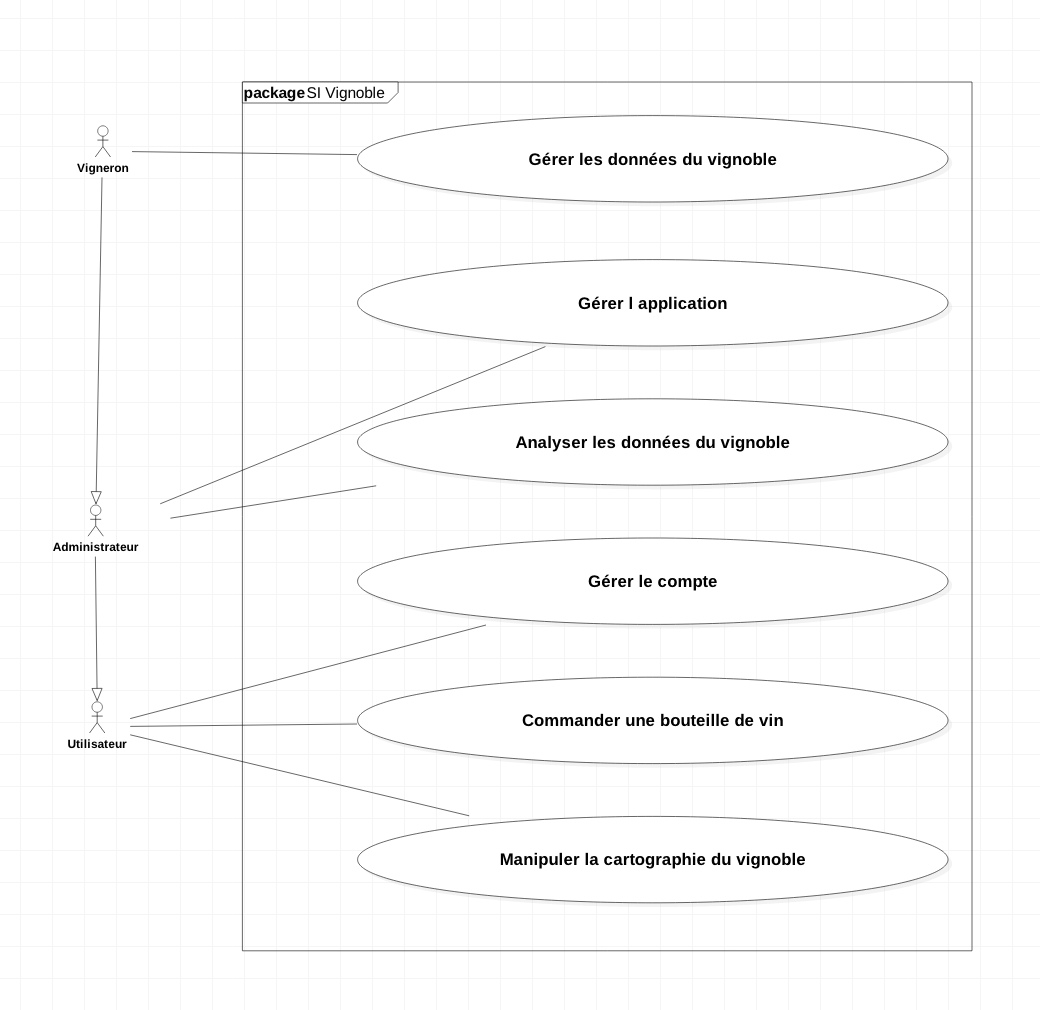 package SI Vignoble
Vigneron
Gérer les données du vignoble
Gérer l application
Analyser les données du vignoble
Administrateur
Gérer le compte
Utilisateur
Commander une bouteille de vin
Manipuler la cartographie du vignoble